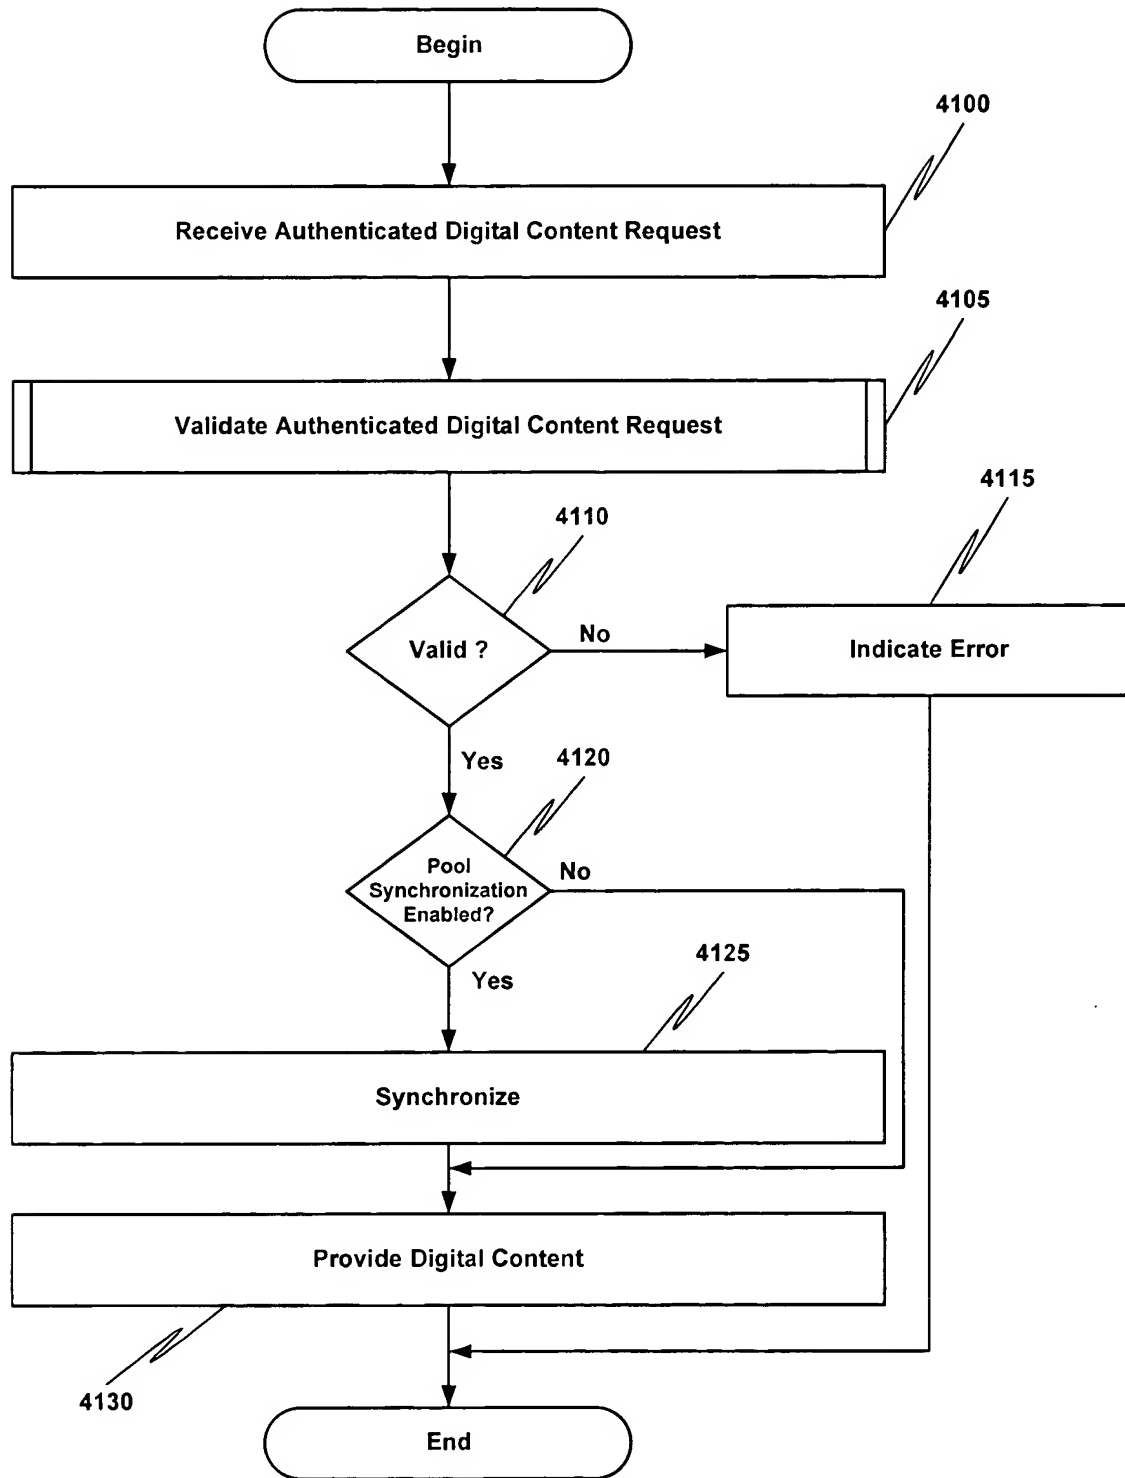 Begin
4100
Receive Authenticated Digital Content Request
4105
Validate Authenticated Digital Content Request
4110
4115
Valid ?
No
Indicate Error
Yes
4120
Pool
Synchronization
Enabled?
No
Yes
4125
Synchronize
Provide Digital Content
4130
End